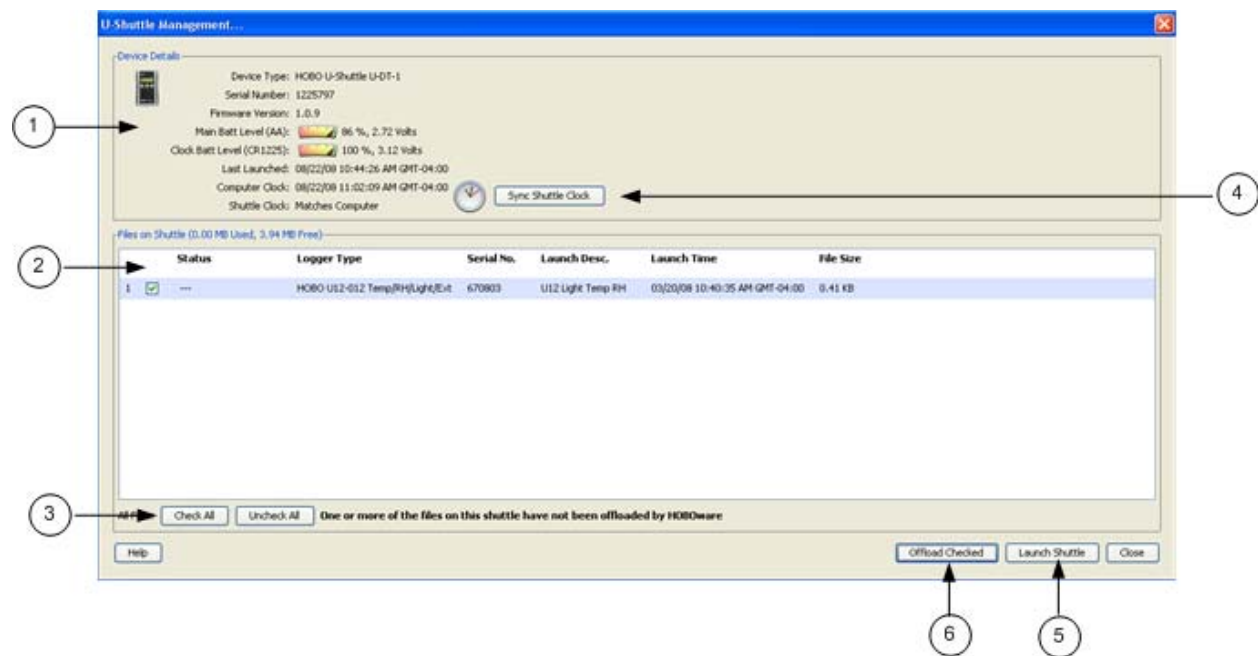 U-Shuttle Management...
Device Details
Device Type: HOBO U-Shuttle U-DT-1
Serial Number: 1225797
Firmware Version: 1.0.9
Main Batt Level (AA): 86 %, 2.72 Volts
Clock Batt Level (CR1225): 100 %, 3.12 Volts
Last Launched: 08/22/08 10:44:26 AM GMT-04:00
Computer Clock: 08/22/08 11:02:09 AM GMT-04:00
Sync Shuttle Clock
Shuttle Clock: Matches Computer
1
4
Files on Shuttle (0.00 MB Used, 3.94 MB Free)
2
Status Logger Type Serial No. Launch Desc. Launch Time File Size
1 --- HOBO U12-012 Temp/RH/Light/Ext 670803 U12 Light Temp RH 03/20/08 10:40:35 AM GMT-04:00 0.41 KB
3
All Check All Uncheck All One or more of the files on this shuttle have not been offloaded by HOBOware
Help Offload Checked Launch Shuttle Close
6 5